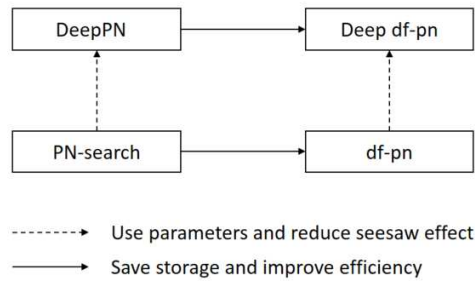 DeepPN
Deep df-pn
PN-search
df-pn
Use parameters and reduce seesaw effect
Save storage and improve efficiency